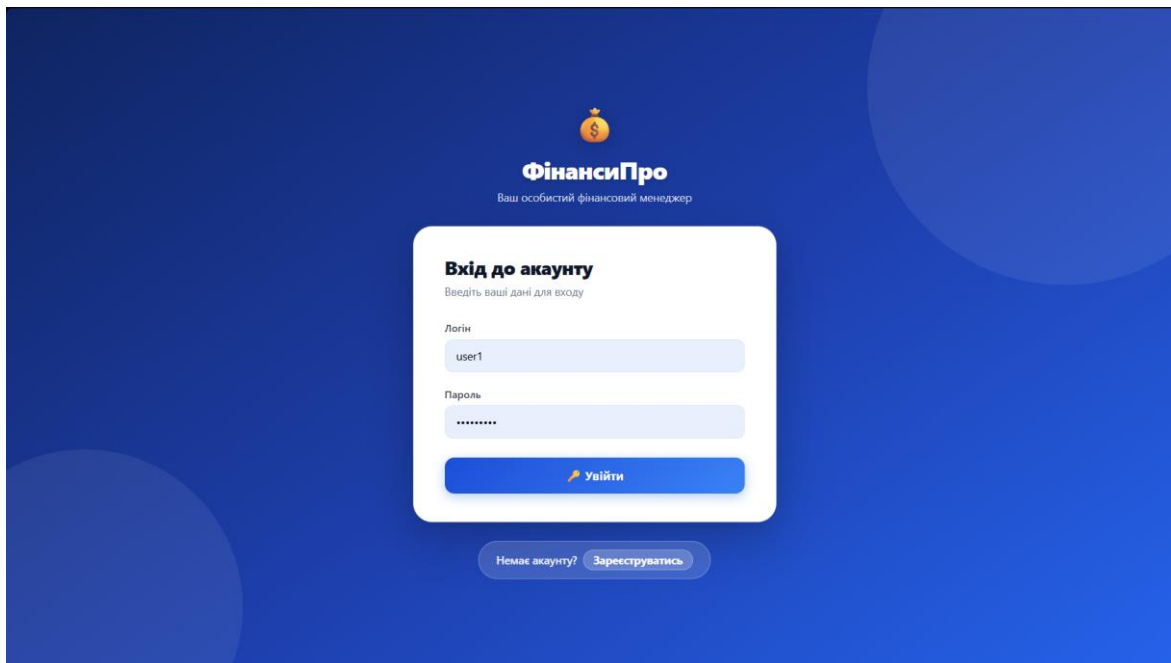 ФінансиПро
Ваш особистий фінансовий менеджер
Вхід до акаунту
Введіть ваші дані для входу
Логін
user1
Пароль
•••••••••
Увійти
Немає акаунту? Зареєструватись